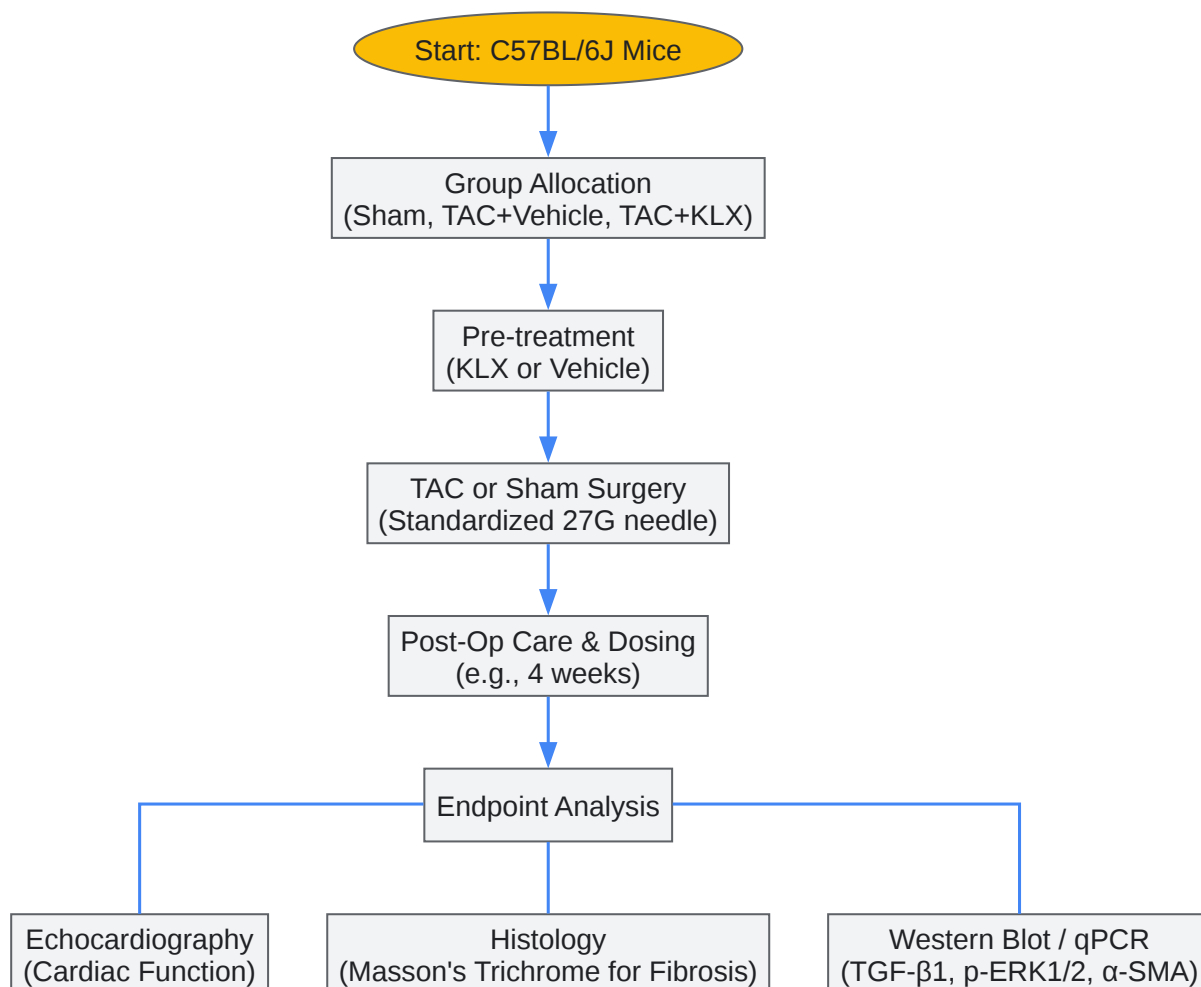 Start: C57BL/6J Mice
Group Allocation
(Sham, TAC+Vehicle, TAC+KLX)
Pre-treatment
(KLX or Vehicle)
TAC or Sham Surgery
(Standardized 27G needle)
Post-Op Care & Dosing
(e.g., 4 weeks)
Endpoint Analysis
Echocardiography
(Cardiac Function)
Histology
(Masson's Trichrome for Fibrosis)
Western Blot / qPCR
(TGF-β1, p-ERK1/2, α-SMA)